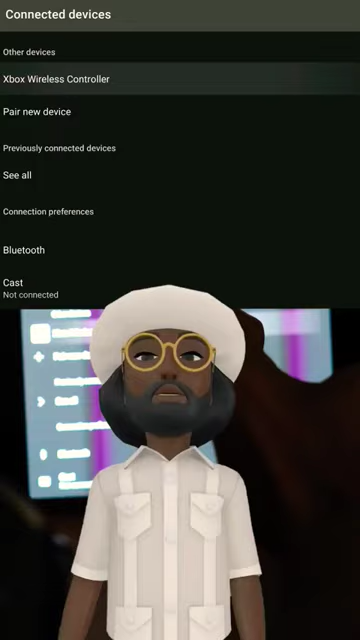 Connected devices
Other devices
Xbox Wireless Controller
Pair new device
Previously connected devices
See all
Connection preferences
Bluetooth
Cast
Not connected